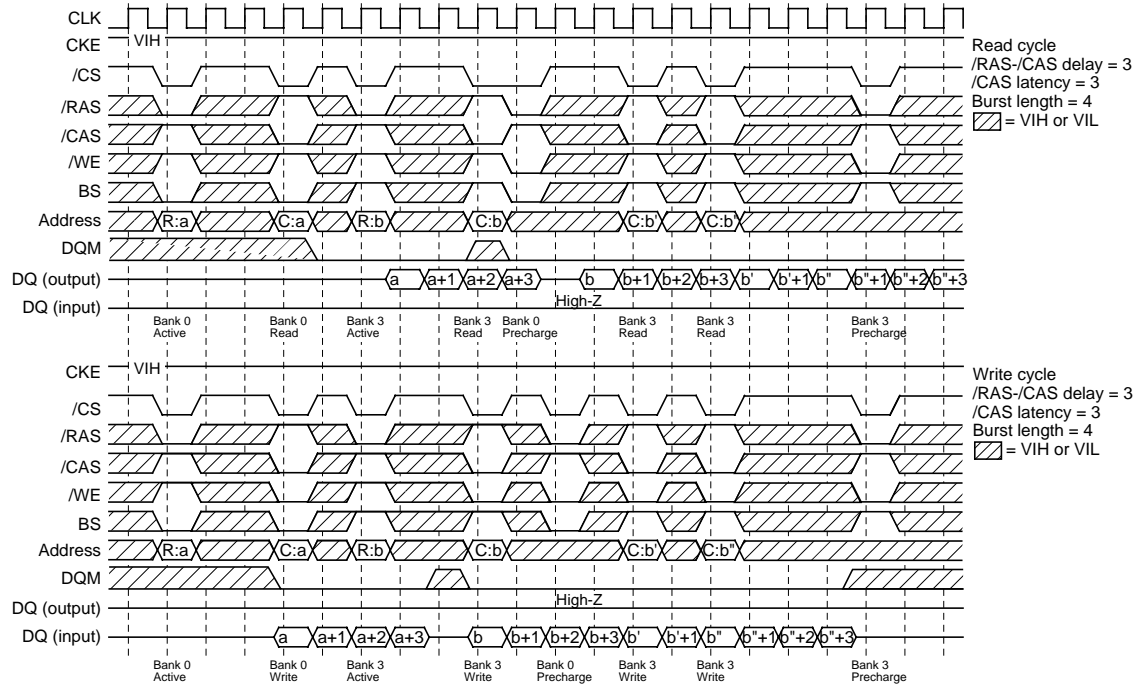 CLK
CKE VIH
/CS
/RAS
/CAS
/WE
BS
Address R:a C:a R:b C:b C:b' C:b"
DQM
DQ (output) a a+1 a+2 a+3 b b+1 b+2 b+3 b' b'+1 b" b"+1 b"+2 b"+3
High-Z
DQ (input)
Bank 0 Active
Bank 0 Read
Bank 3 Active
Bank 3 Read
Bank 0 Precharge
Bank 3 Read
Bank 3 Read
Bank 3 Precharge
Read cycle
/RAS-/CAS delay = 3
/CAS latency = 3
Burst length = 4
= VIH or VIL
CKE VIH
/CS
/RAS
/CAS
/WE
BS
Address R:a C:a R:b C:b C:b' C:b"
DQM
High-Z
DQ (output)
DQ (input) a a+1 a+2 a+3 b b+1 b+2 b+3 b' b'+1 b" b"+1 b"+2 b"+3
Bank 0 Active
Bank 0 Write
Bank 3 Active
Bank 3 Write
Bank 0 Precharge
Bank 3 Write
Bank 3 Write
Bank 3 Precharge
Write cycle
/RAS-/CAS delay = 3
/CAS latency = 3
Burst length = 4
= VIH or VIL